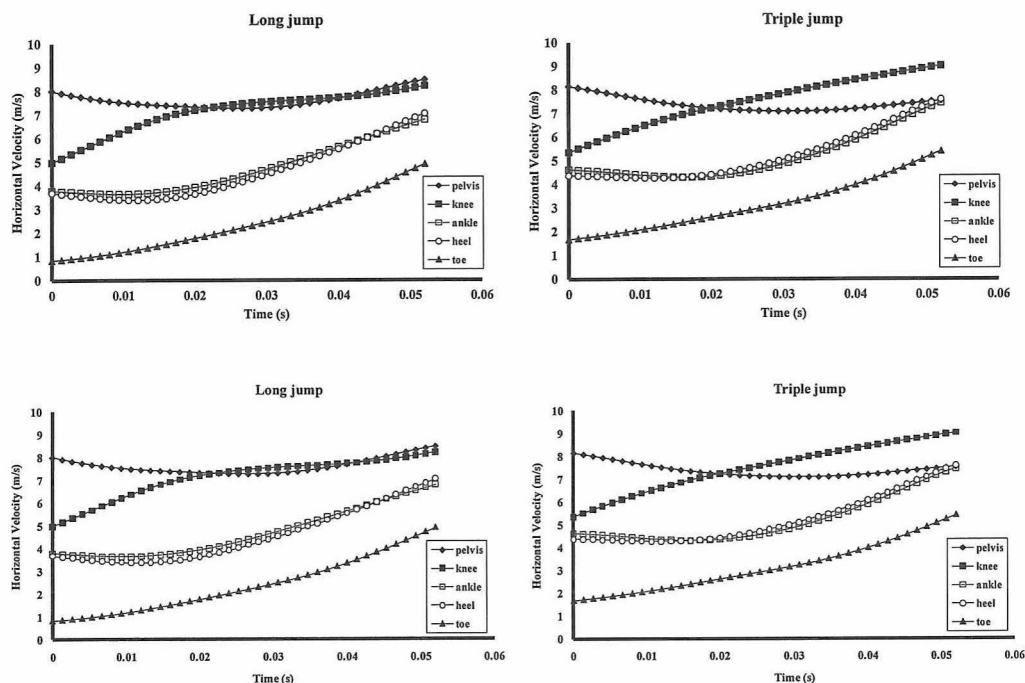 Long jump
10
9
8
7
6
5
4
3
2
1
0
Horizontal Velocity (m/s)
pelvis
knee
ankle
heel
toe
0 0.01 0.02 0.03 0.04 0.05 0.06
Time (s)
Triple jump
10
9
8
7
6
5
4
3
2
1
0
Horizontal Velocity (m/s)
pelvis
knee
ankle
heel
toe
0 0.01 0.02 0.03 0.04 0.05 0.06
Time (s)
Long jump
10
9
8
7
6
5
4
3
2
1
0
Horizontal Velocity (m/s)
pelvis
knee
ankle
heel
toe
0 0.01 0.02 0.03 0.04 0.05 0.06
Time (s)
Triple jump
10
9
8
7
6
5
4
3
2
1
0
Horizontal Velocity (m/s)
pelvis
knee
ankle
heel
toe
0 0.01 0.02 0.03 0.04 0.05 0.06
Time (s)